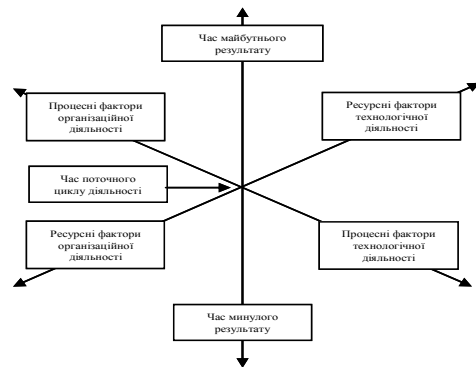 Час майбутнього
результату
Процесні фактори
організаційної
діяльності
Ресурсні фактори
технологічної
діяльності
Час поточного
циклу діяльності
Ресурсні фактори
організаційної
діяльності
Процесні фактори
технологічної
діяльності
Час минулого
результату